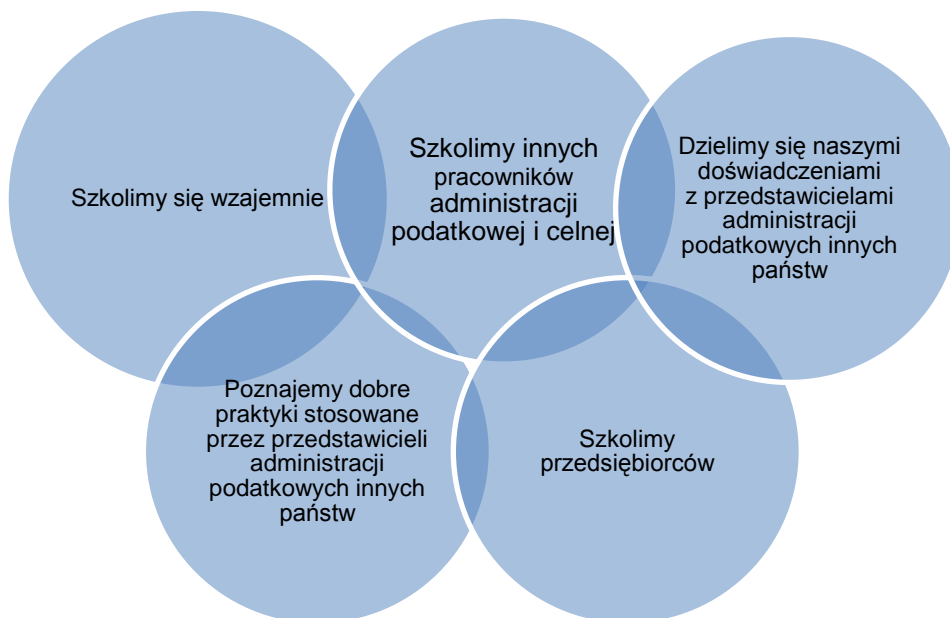 Szkolimy się wzajemnie
Szkolimy innych
pracowników
administracji
podatkowej i celnej
Dzielimy się naszymi
doświadczeniami
z przedstawicielami
administracji
podatkowych innych
państw
Poznajemy dobre
praktyki stosowane
przez przedstawicieli
administracji
podatkowych innych
państw
Szkolimy
przedsiębiorców